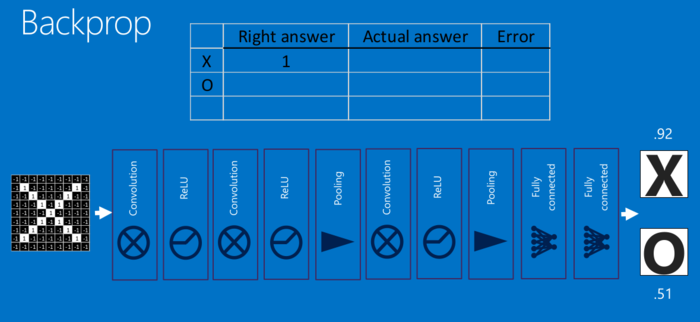 Backprop
Right answer Actual answer Error
X 1
O
.92
Convolution
ReLU
Convolution
ReLU
Pooling
Convolution
ReLU
Pooling
Fully
connected
Fully
connected
X
O
.51